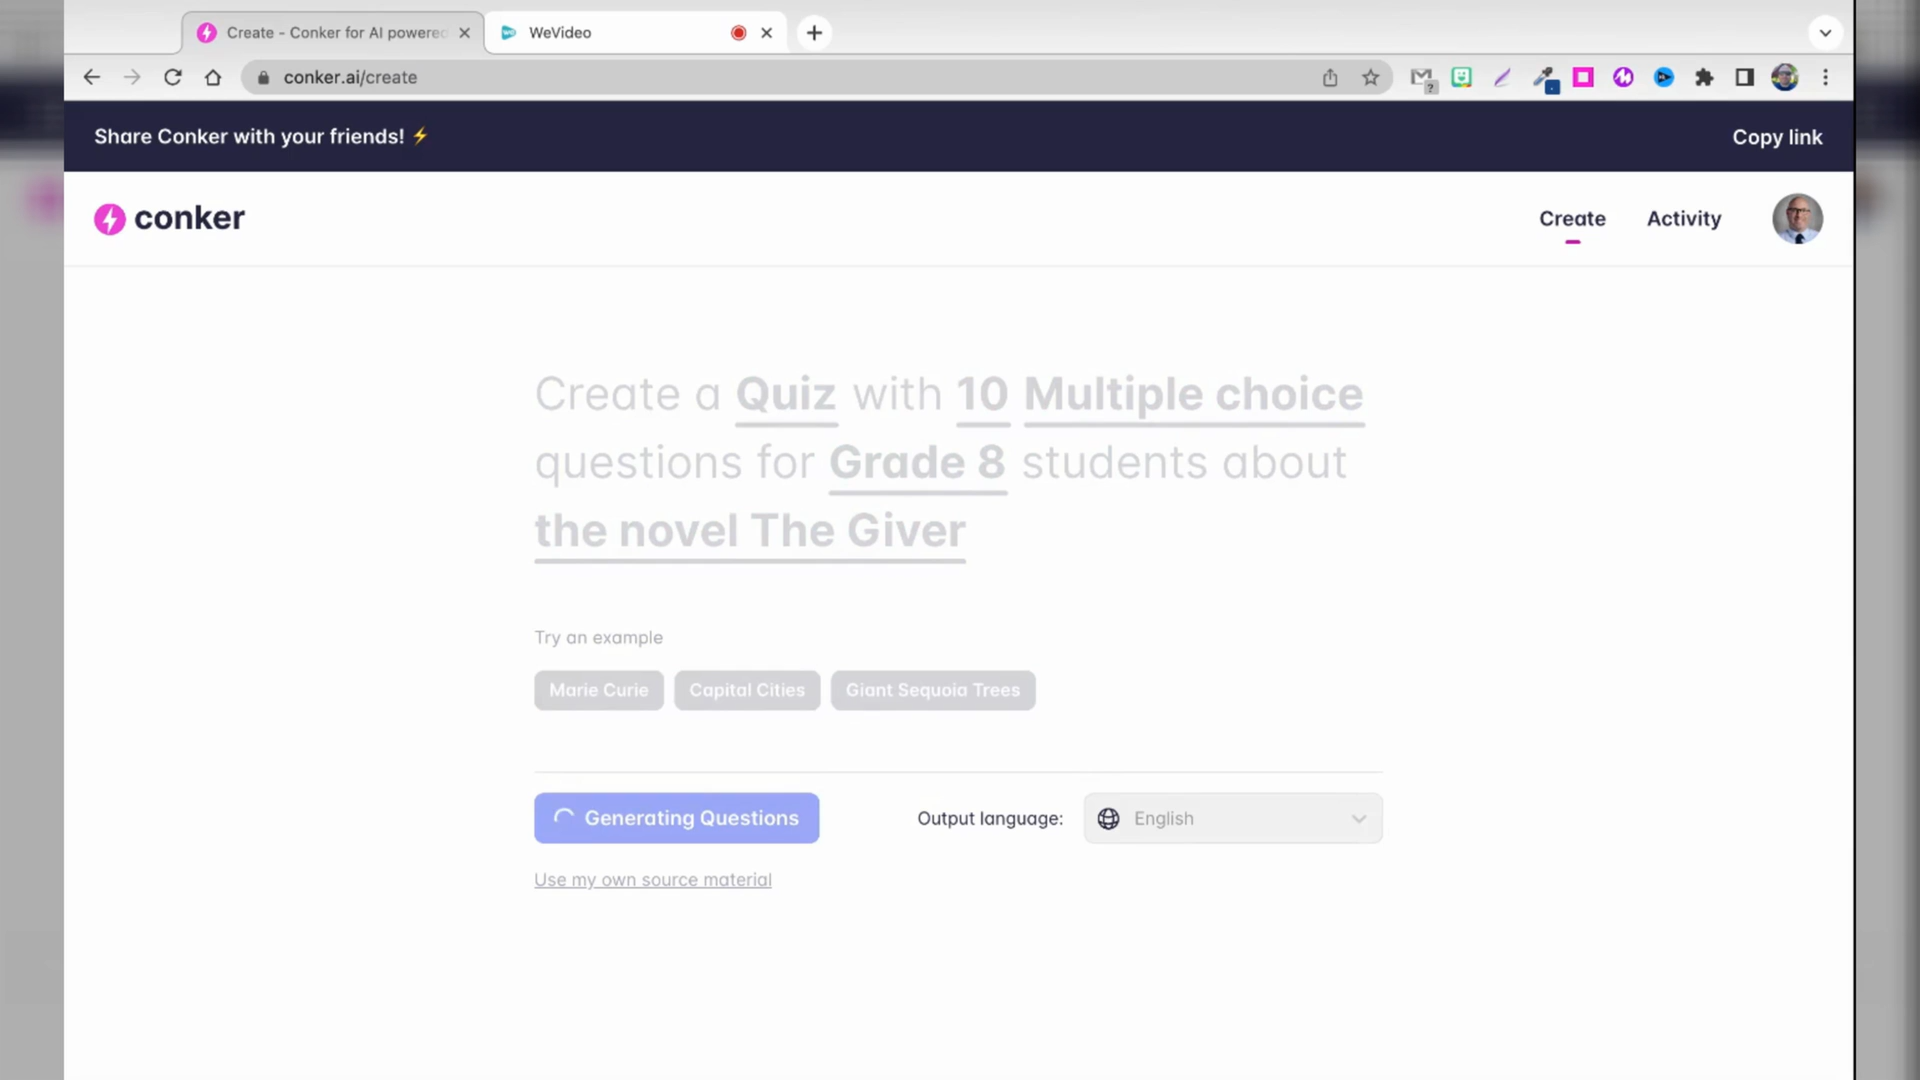 Create - Conker for AI powered
WeVideo
conker.ai/create
Share Conker with your friends! ⚡
Copy link
conker
Create
Activity
Create a Quiz with 10 Multiple choice
questions for Grade 8 students about
the novel The Giver
Try an example
Marie Curie
Capital Cities
Giant Sequoia Trees
Generating Questions
Output language:
English
Use my own source material